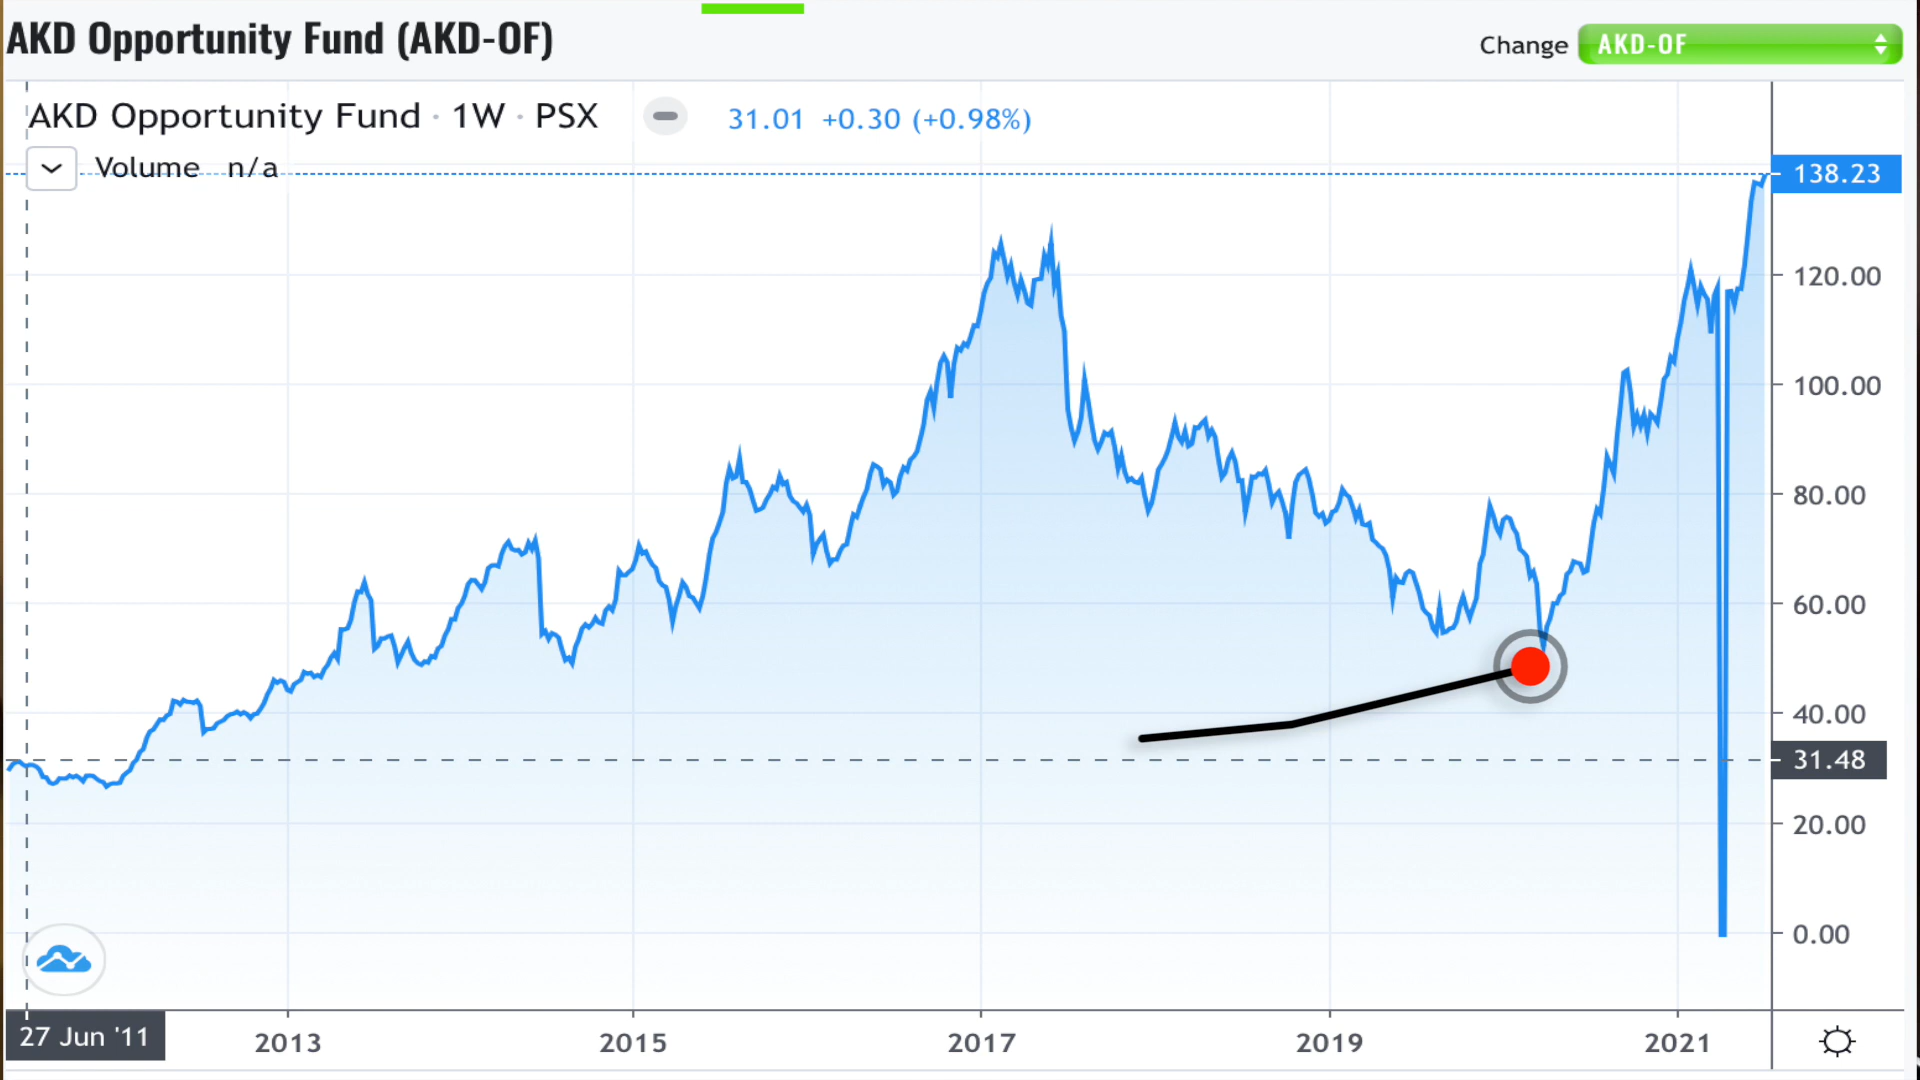 AKD Opportunity Fund (AKD-OF)
Change AKD-OF
AKD Opportunity Fund · 1W · PSX 31.01 +0.30 (+0.98%)
Volume n/a
138.23
120.00
100.00
80.00
60.00
40.00
31.48
20.00
0.00
27 Jun '11 2013 2015 2017 2019 2021